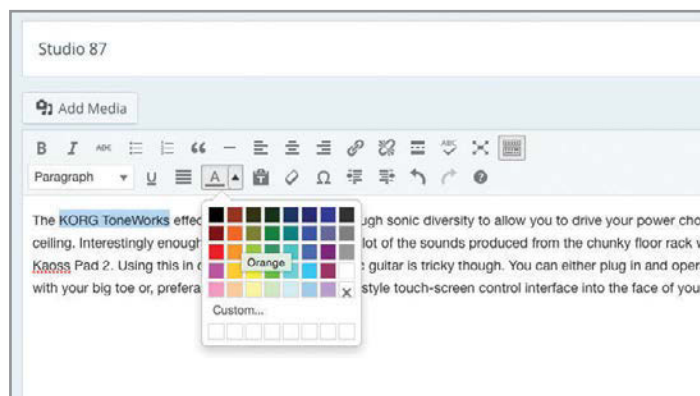 Studio 87
Add Media
B I ABC “ — ABC
Paragraph U A T Ω ?
The KORG ToneWorks effec ugh sonic diversity to allow you to drive your power cho
ceiling. Interestingly enough lot of the sounds produced from the chunky floor rack
Orange
Kaoss Pad 2. Using this in guitar is tricky though. You can either plug in and oper
with your big toe or, prefera style touch-screen control interface into the face of you
Custom...